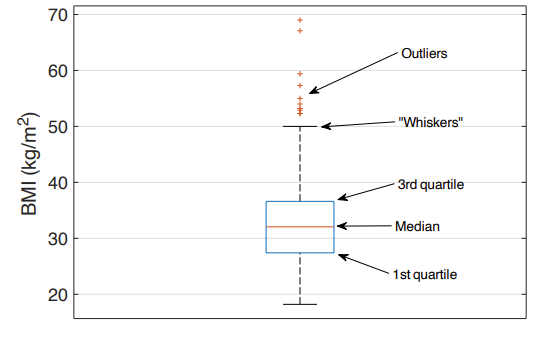 70
Outliers
60
"Whiskers"
50
3rd quartile
40
Median
30
1st quartile
20
BMI (kg/m²)